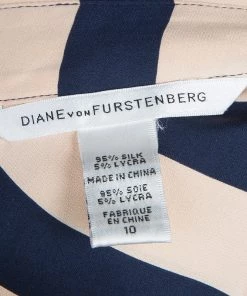 DIANE VON FURSTENBERG
95% SILK
5% LYCRA
MADE IN CHINA
95% SOIE
5% LYCRA
FABRIQUE
EN CHINE
10